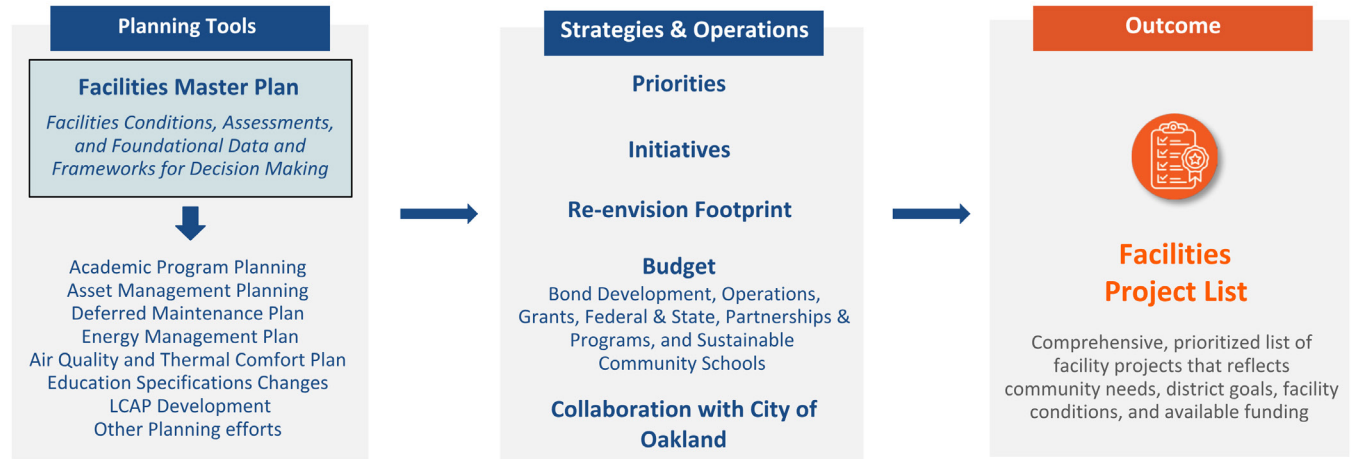 Planning Tools
Facilities Master Plan
Facilities Conditions, Assessments,
and Foundational Data and
Frameworks for Decision Making
Academic Program Planning
Asset Management Planning
Deferred Maintenance Plan
Energy Management Plan
Air Quality and Thermal Comfort Plan
Education Specifications Changes
LCAP Development
Other Planning efforts
Strategies & Operations
Priorities
Initiatives
Re-envision Footprint
Budget
Bond Development, Operations,
Grants, Federal & State, Partnerships &
Programs, and Sustainable
Community Schools
Collaboration with City of
Oakland
Outcome
Facilities
Project List
Comprehensive, prioritized list of
facility projects that reflects
community needs, district goals, facility
conditions, and available funding